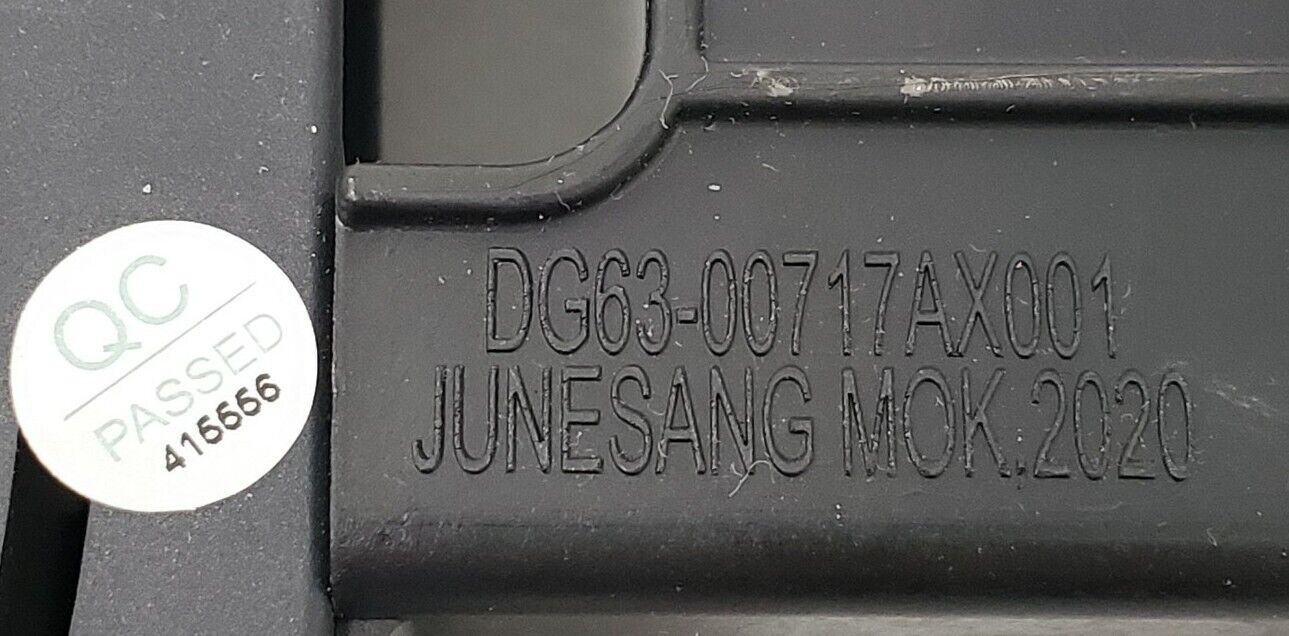 QC
PASSED
415556
DG63-00717AX001
JUNESANG MOK.2020